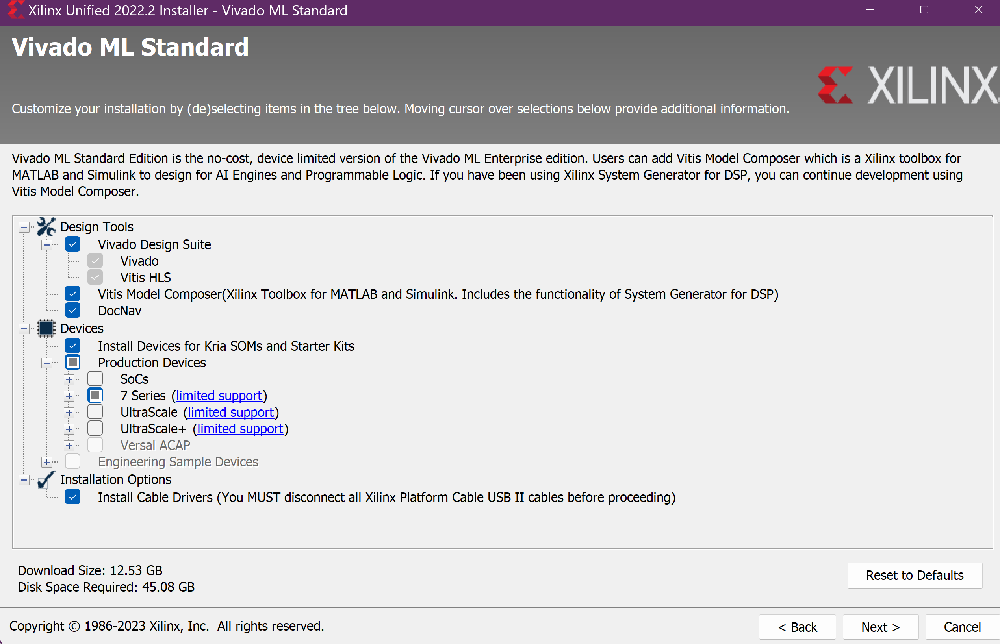 Xilinx Unified 2022.2 Installer - Vivado ML Standard
Vivado ML Standard
XILINX
Customize your installation by (de)selecting items in the tree below. Moving cursor over selections below provide additional information.
Vivado ML Standard Edition is the no-cost, device limited version of the Vivado ML Enterprise edition. Users can add Vitis Model Composer which is a Xilinx toolbox for
MATLAB and Simulink to design for AI Engines and Programmable Logic. If you have been using Xilinx System Generator for DSP, you can continue development using
Vitis Model Composer.
Design Tools
Vivado Design Suite
Vivado
Vitis HLS
Vitis Model Composer(Xilinx Toolbox for MATLAB and Simulink. Includes the functionality of System Generator for DSP)
DocNav
Devices
Install Devices for Kria SOMs and Starter Kits
Production Devices
SoCs
7 Series (limited support)
UltraScale (limited support)
UltraScale+ (limited support)
Versal ACAP
Engineering Sample Devices
Installation Options
Install Cable Drivers (You MUST disconnect all Xilinx Platform Cable USB II cables before proceeding)
Download Size: 12.53 GB
Disk Space Required: 45.08 GB
Reset to Defaults
Copyright © 1986-2023 Xilinx, Inc.  All rights reserved.
< Back
Next >
Cancel